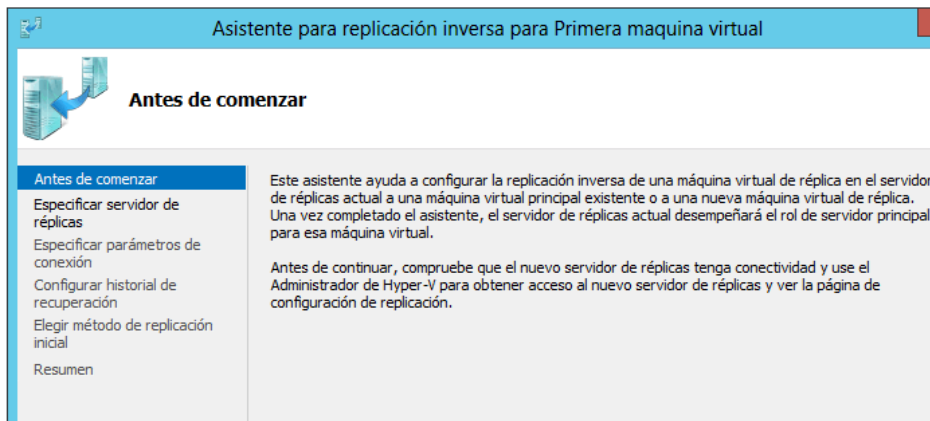 Asistente para replicación inversa para Primera maquina virtual
Antes de comenzar
Antes de comenzar
Especificar servidor de
réplicas
Especificar parámetros de
conexión
Configurar historial de
recuperación
Elegir método de replicación
inicial
Resumen
Este asistente ayuda a configurar la replicación inversa de una máquina virtual de réplica en el servidor
de réplicas actual a una máquina virtual principal existente o a una nueva máquina virtual de réplica.
Una vez completado el asistente, el servidor de réplicas actual desempeñará el rol de servidor principal
para esa máquina virtual.
Antes de continuar, compruebe que el nuevo servidor de réplicas tenga conectividad y use el
Administrador de Hyper-V para obtener acceso al nuevo servidor de réplicas y ver la página de
configuración de replicación.